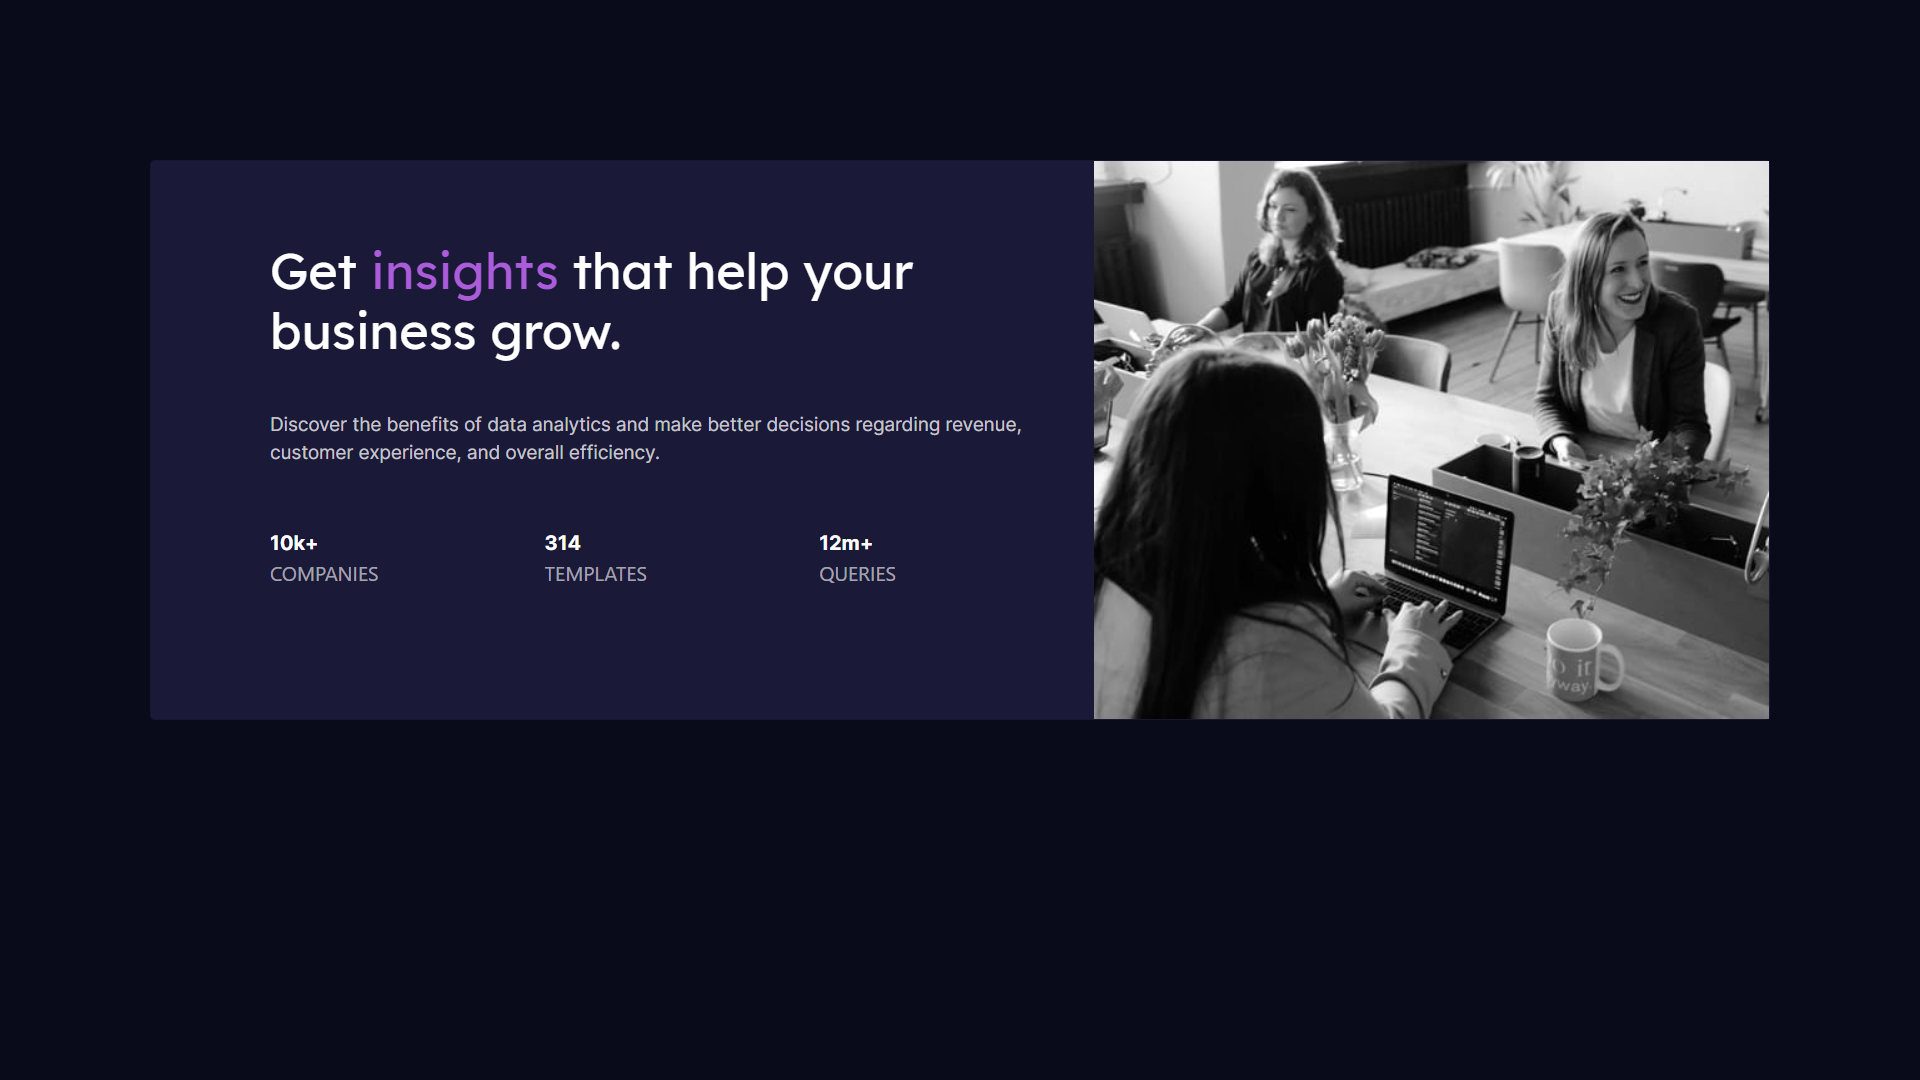 Get insights that help your
business grow.
Discover the benefits of data analytics and make better decisions regarding revenue,
customer experience, and overall efficiency.
10k+
COMPANIES
314
TEMPLATES
12m+
QUERIES
it